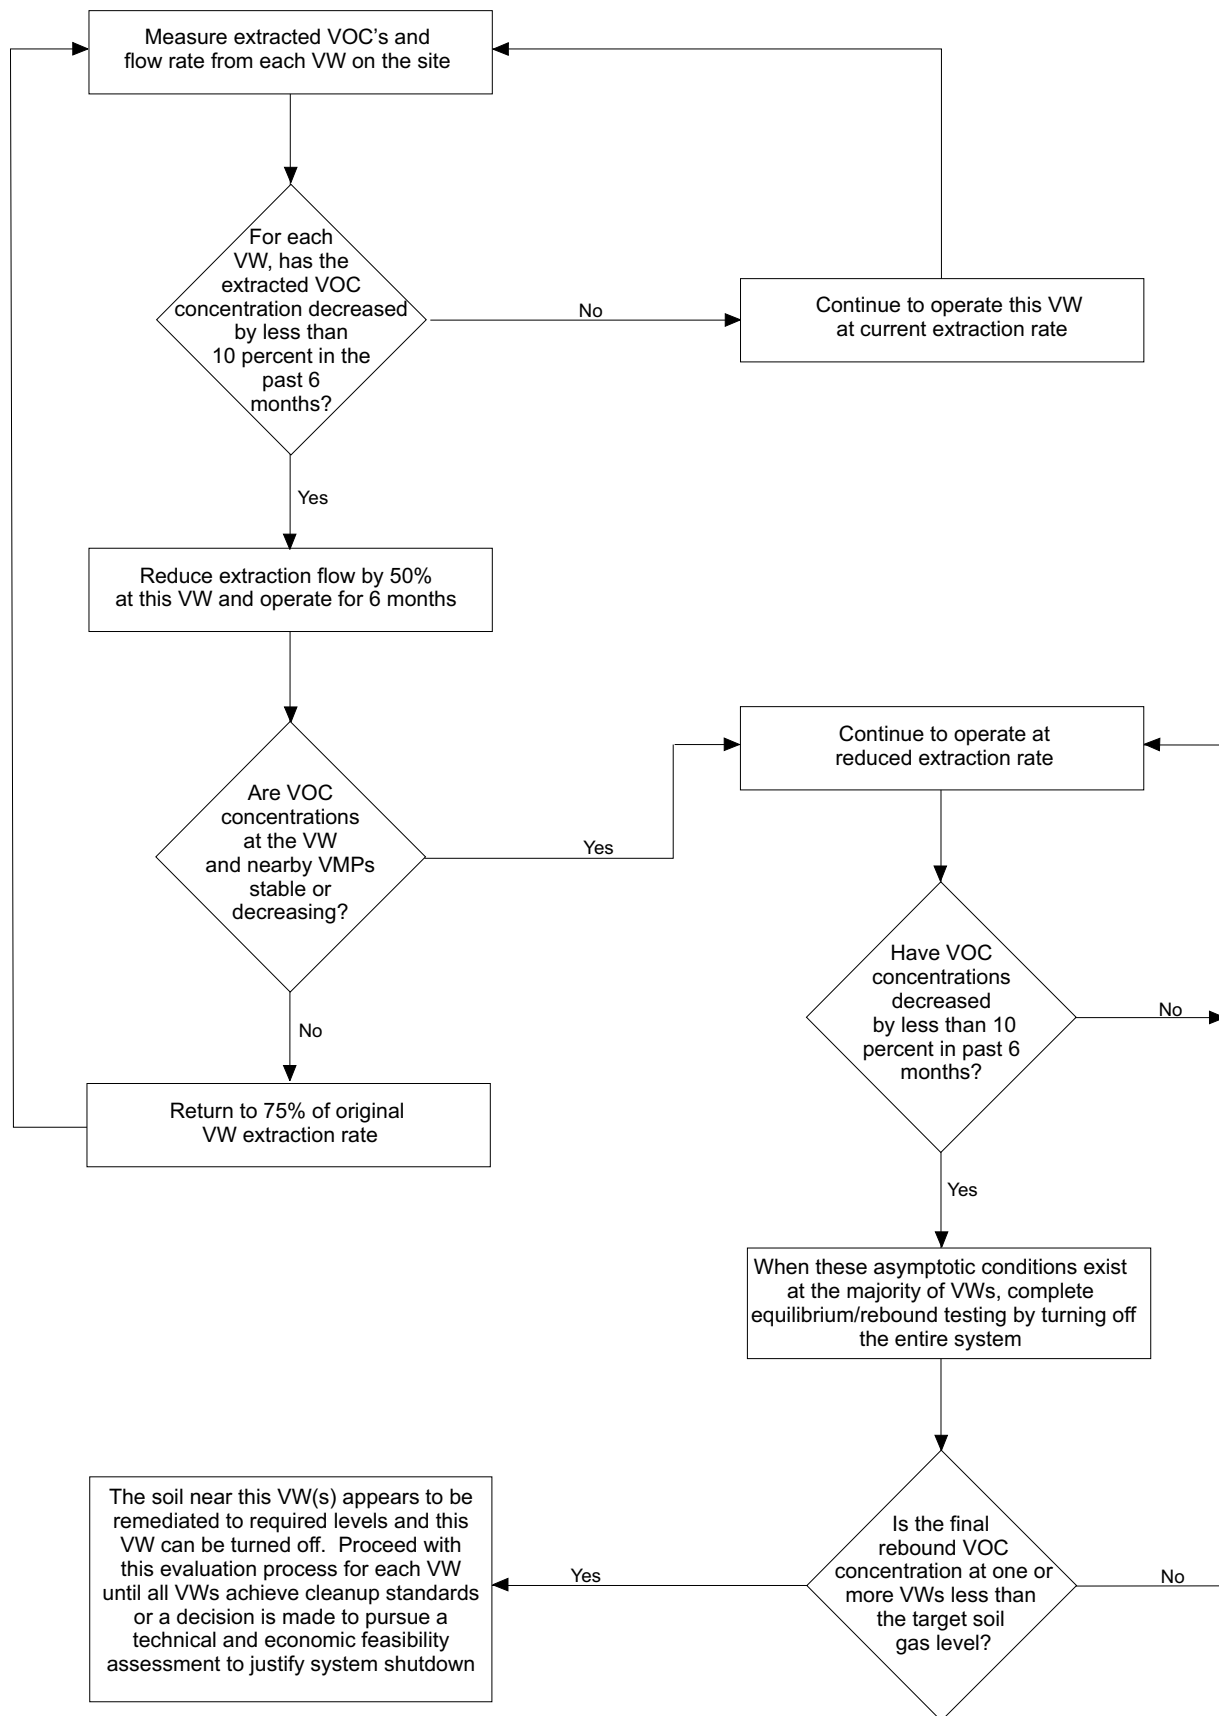 Measure extracted VOC's and
flow rate from each VW on the site
For each
VW, has the
extracted VOC
concentration decreased
by less than
10 percent in the
past 6
months?
No
Continue to operate this VW
at current extraction rate
Yes
Reduce extraction flow by 50%
at this VW and operate for 6 months
Are VOC
concentrations
at the VW
and nearby VMPs
stable or
decreasing?
Yes
Continue to operate at
reduced extraction rate
No
Return to 75% of original
VW extraction rate
Have VOC
concentrations
decreased
by less than 10
percent in past 6
months?
No
Yes
When these asymptotic conditions exist
at the majority of VWs, complete
equilibrium/rebound testing by turning off
the entire system
Is the final
rebound VOC
concentration at one or
more VWs less than
the target soil
gas level?
No
Yes
The soil near this VW(s) appears to be
remediated to required levels and this
VW can be turned off.  Proceed with
this evaluation process for each VW
until all VWs achieve cleanup standards
or a decision is made to pursue a
technical and economic feasibility
assessment to justify system shutdown